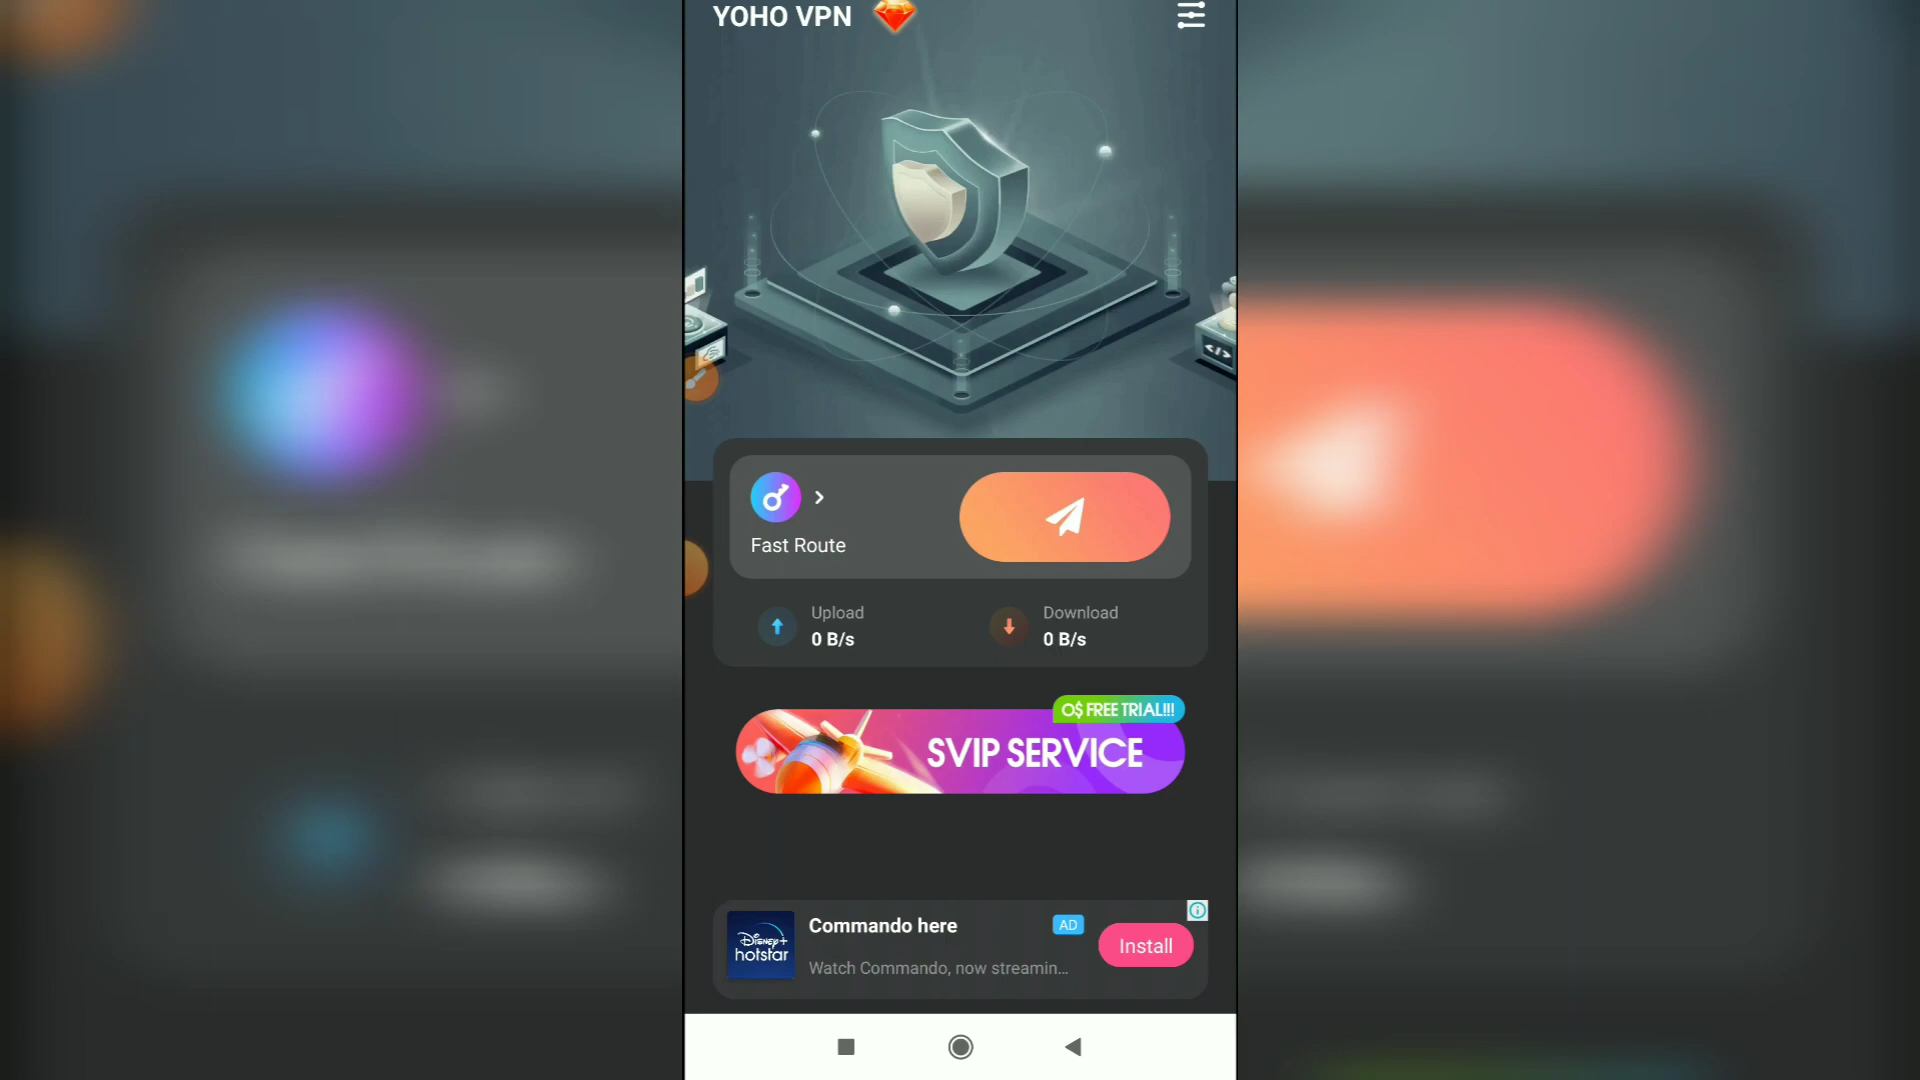 YOHO VPN
Fast Route
Upload
0 B/s
Download
0 B/s
0$ FREE TRIAL!!!
SVIP SERVICE
Disney+
hotstar
Commando here
AD
Watch Commando, now streamin...
Install